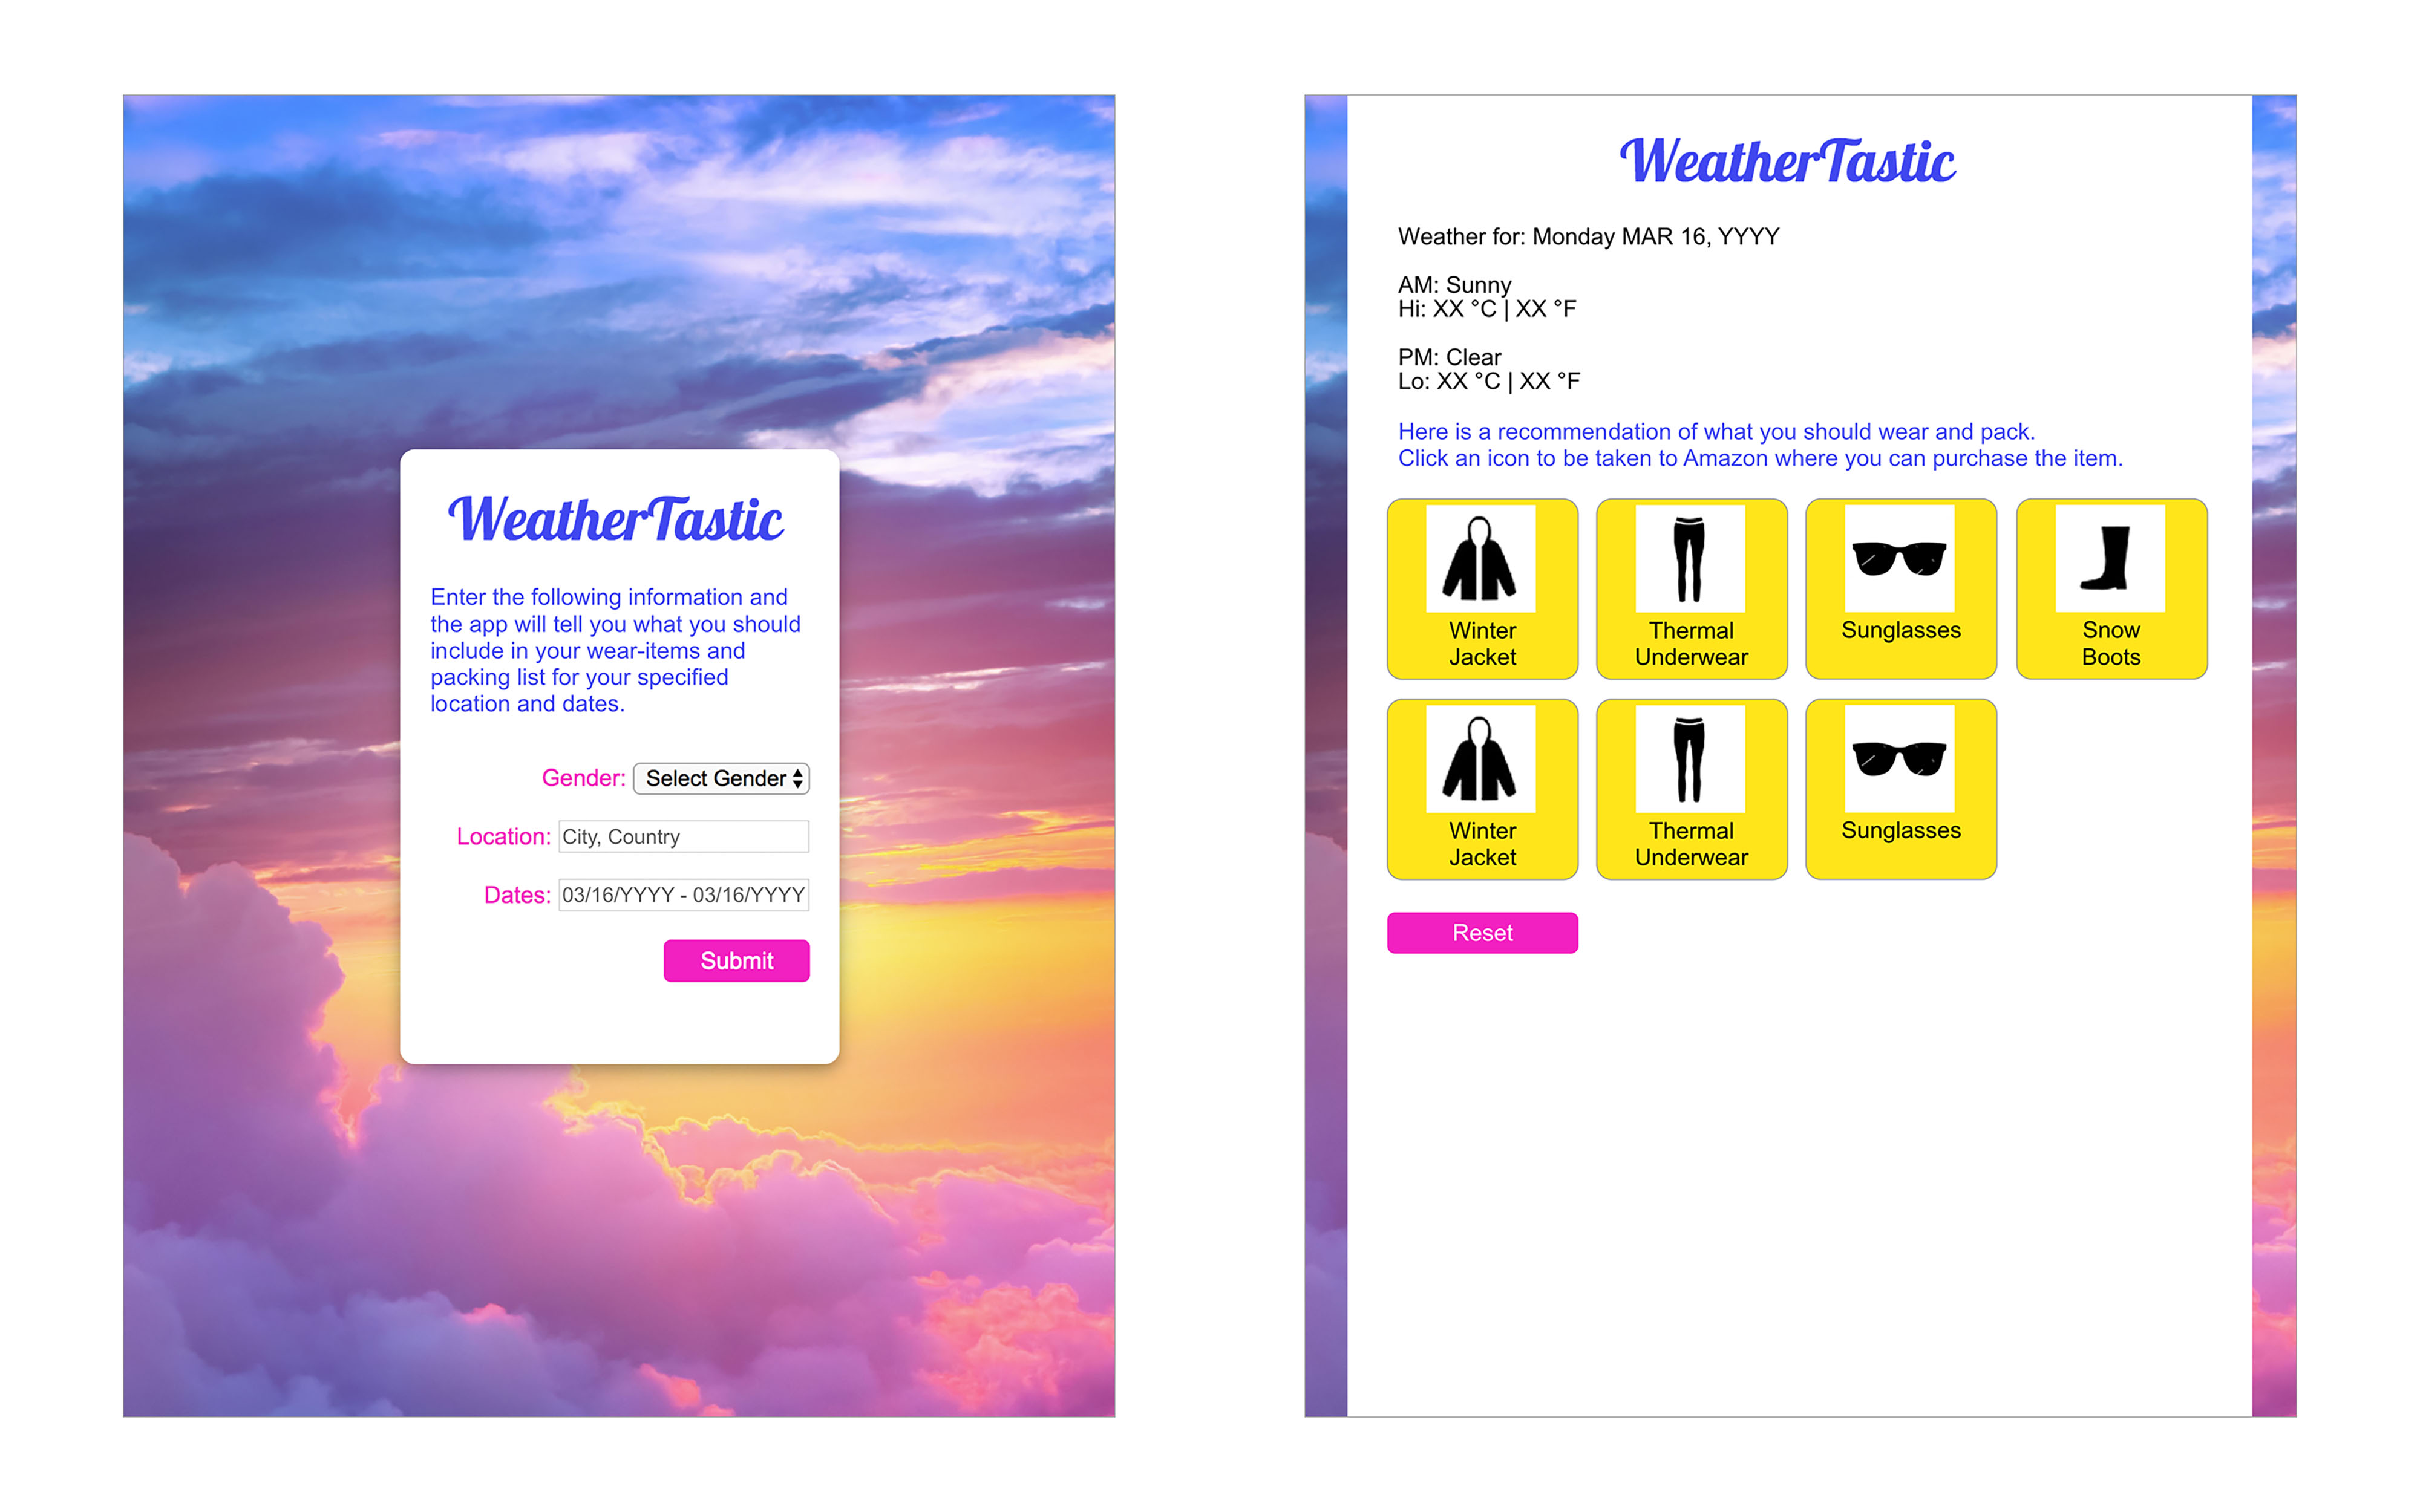 WeatherTastic
Enter the following information and
the app will tell you what you should
include in your wear-items and
packing list for your specified
location and dates.
Gender: Select Gender
Location: City, Country
Dates: 03/16/YYYY - 03/16/YYYY
Submit
WeatherTastic
Weather for: Monday MAR 16, YYYY
AM: Sunny
Hi: XX °C | XX °F
PM: Clear
Lo: XX °C | XX °F
Here is a recommendation of what you should wear and pack.
Click an icon to be taken to Amazon where you can purchase the item.
Winter
Jacket
Thermal
Underwear
Sunglasses
Snow
Boots
Winter
Jacket
Thermal
Underwear
Sunglasses
Reset